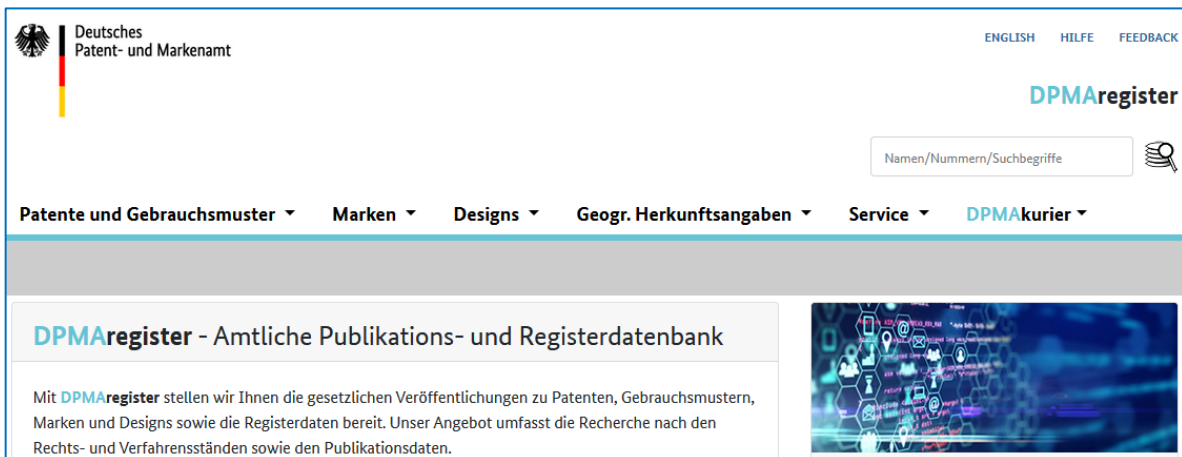 Deutsches
Patent- und Markenamt
ENGLISH HILFE FEEDBACK
DPMAregister
Namen/Nummern/Suchbegriffe
Patente und Gebrauchsmuster Marken Designs Geogr. Herkunftsangaben Service DPMAkurier
DPMAregister - Amtliche Publikations- und Registerdatenbank
Mit DPMAregister stellen wir Ihnen die gesetzlichen Veröffentlichungen zu Patenten, Gebrauchsmustern,
Marken und Designs sowie die Registerdaten bereit. Unser Angebot umfasst die Recherche nach den
Rechts- und Verfahrensständen sowie den Publikationsdaten.